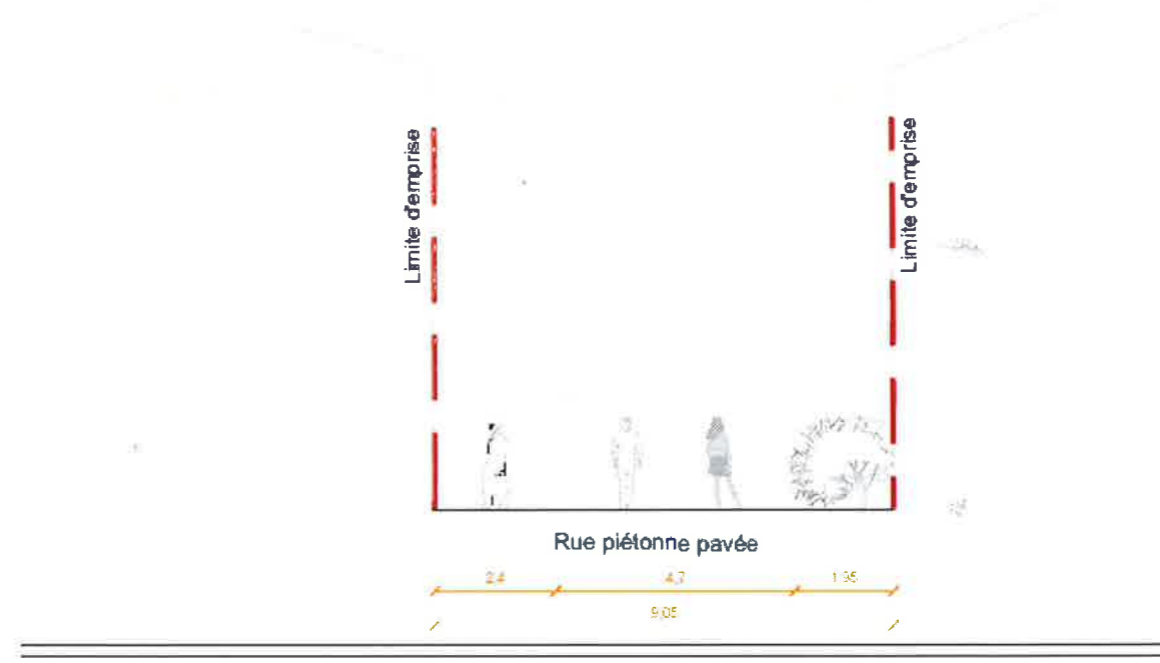 Limite d'emprise
Limite d'emprise
Rue piétonne pavée
2,4 4,7 1,95
9,05